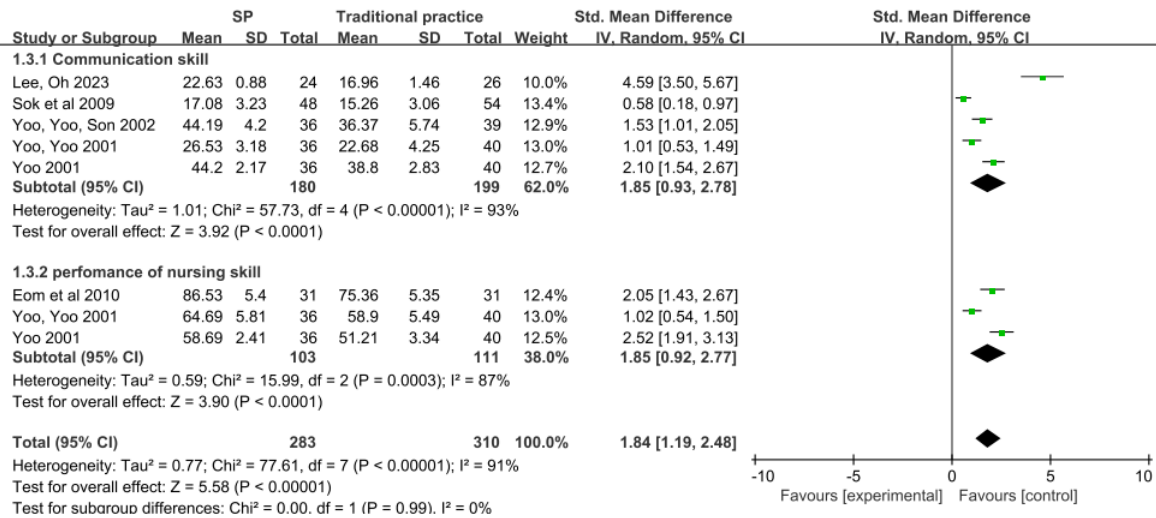 SP Traditional practice Std. Mean Difference Std. Mean Difference
Study or Subgroup Mean SD Total Mean SD Total Weight IV, Random, 95% CI IV, Random, 95% CI
1.3.1 Communication skill
Lee, Oh 2023 22.63 0.88 24 16.96 1.46 26 10.0% 4.59 [3.50, 5.67]
Sok et al 2009 17.08 3.23 48 15.26 3.06 54 13.4% 0.58 [0.18, 0.97]
Yoo, Yoo, Son 2002 44.19 4.2 36 36.37 5.74 39 12.9% 1.53 [1.01, 2.05]
Yoo, Yoo 2001 26.53 3.18 36 22.68 4.25 40 13.0% 1.01 [0.53, 1.49]
Yoo 2001 44.2 2.17 36 38.8 2.83 40 12.7% 2.10 [1.54, 2.67]
Subtotal (95% CI) 180 199 62.0% 1.85 [0.93, 2.78]
Heterogeneity: Tau² = 1.01; Chi² = 57.73, df = 4 (P < 0.00001); I² = 93%
Test for overall effect: Z = 3.92 (P < 0.0001)
1.3.2 perfomance of nursing skill
Eom et al 2010 86.53 5.4 31 75.36 5.35 31 12.4% 2.05 [1.43, 2.67]
Yoo, Yoo 2001 64.69 5.81 36 58.9 5.49 40 13.0% 1.02 [0.54, 1.50]
Yoo 2001 58.69 2.41 36 51.21 3.34 40 12.5% 2.52 [1.91, 3.13]
Subtotal (95% CI) 103 111 38.0% 1.85 [0.92, 2.77]
Heterogeneity: Tau² = 0.59; Chi² = 15.99, df = 2 (P = 0.0003); I² = 87%
Test for overall effect: Z = 3.90 (P < 0.0001)
Total (95% CI) 283 310 100.0% 1.84 [1.19, 2.48]
Heterogeneity: Tau² = 0.77; Chi² = 77.61, df = 7 (P < 0.00001); I² = 91%
Test for overall effect: Z = 5.58 (P < 0.00001)
Test for subgroup differences: Chi² = 0.00, df = 1 (P = 0.99), I² = 0%
-10 -5 0 5 10
Favours [experimental] Favours [control]